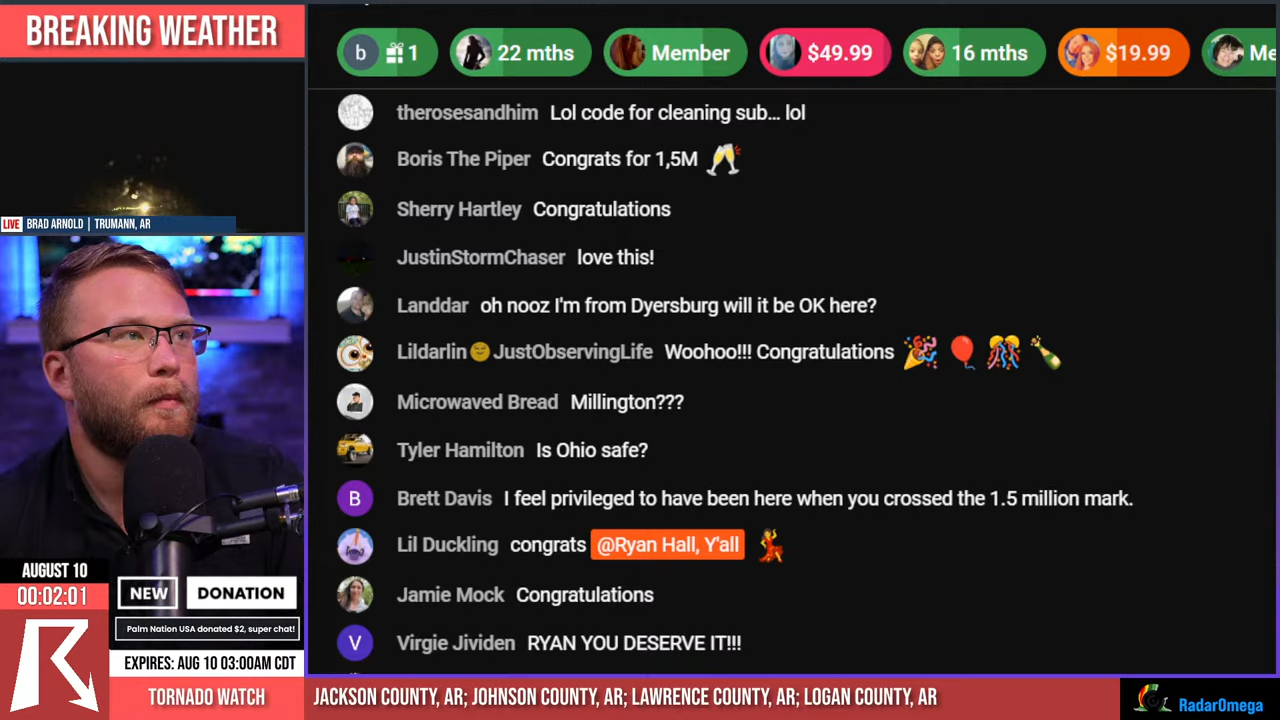 BREAKING WEATHER
b 1
22 mths
Member
$49.99
16 mths
$19.99
Me
therosesandhim Lol code for cleaning sub... lol
Boris The Piper Congrats for 1,5M
Sherry Hartley Congratulations
JustinStormChaser love this!
Landdar oh nooz I'm from Dyersburg will it be OK here?
Lildarlin JustObservingLife Woohoo!!! Congratulations
Microwaved Bread Millington???
Tyler Hamilton Is Ohio safe?
B Brett Davis I feel privileged to have been here when you crossed the 1.5 million mark.
Lil Duckling congrats @Ryan Hall, Y'all
Jamie Mock Congratulations
V Virgie Jividen RYAN YOU DESERVE IT!!!
LIVE BRAD ARNOLD | TRUMANN, AR
AUGUST 10
00:02:01
NEW DONATION
Palm Nation USA donated $2, super chat!
EXPIRES: AUG 10 03:00AM CDT
TORNADO WATCH
JACKSON COUNTY, AR; JOHNSON COUNTY, AR; LAWRENCE COUNTY, AR; LOGAN COUNTY, AR
RadarOmega